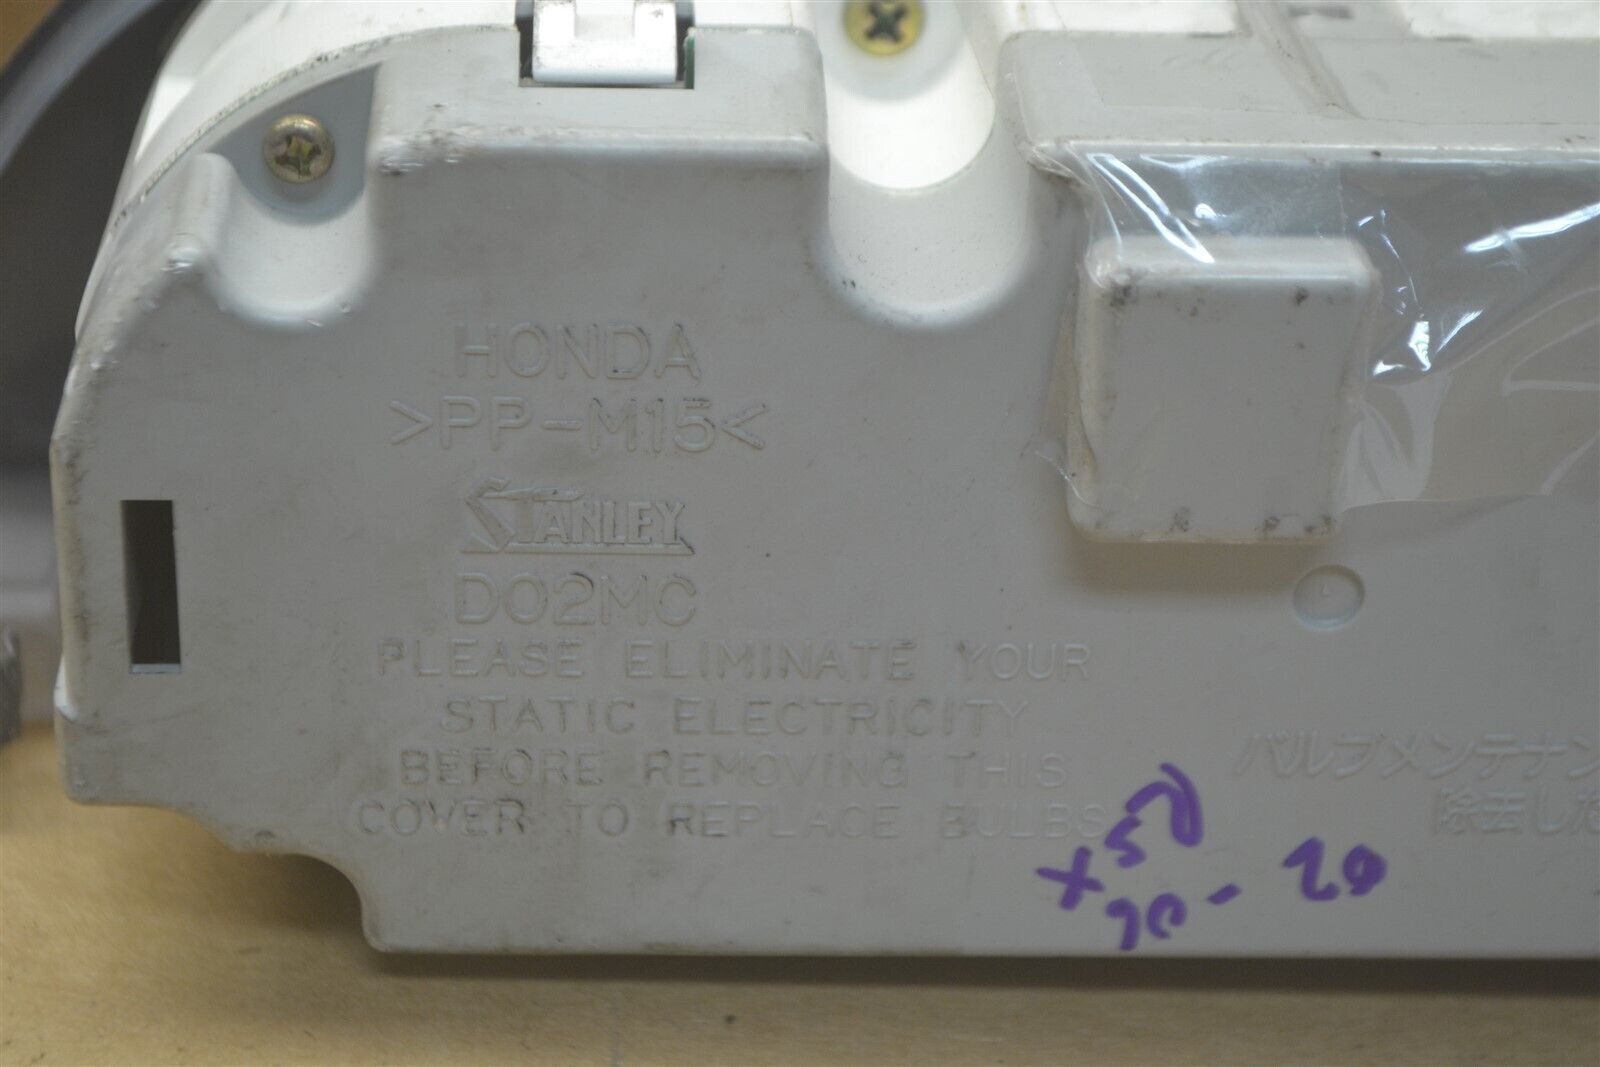 HONDA
>PP-M15<
STANLEY
D02MC
PLEASE ELIMINATE YOUR
STATIC ELECTRICITY
BEFORE REMOVING THIS
COVER TO REPLACE BULBS
バルブメンテナン
除去した